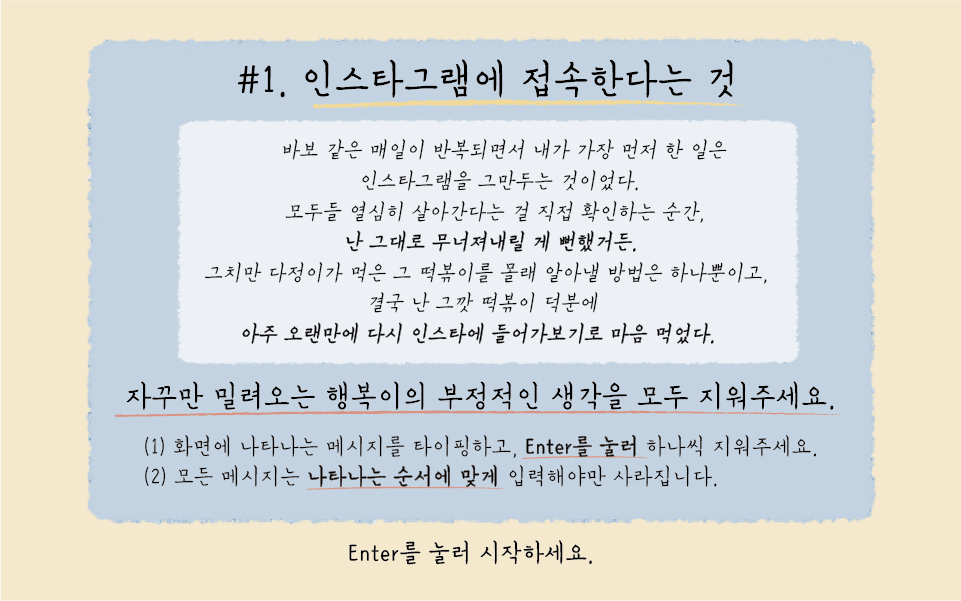 #1. 인스타그램에 접속한다는 것
바보 같은 매일이 반복되면서 내가 가장 먼저 한 일은
인스타그램을 그만두는 것이었다.
모두들 열심히 살아간다는 걸 직접 확인하는 순간,
난 그대로 무너져내릴 게 뻔했거든.
그치만 다정이가 먹은 그 떡볶이를 몰래 알아낼 방법은 하나뿐이고,
결국 난 그깟 떡볶이 덕분에
아주 오랜만에 다시 인스타에 들어가보기로 마음 먹었다.
자꾸만 밀려오는 행복이의 부정적인 생각을 모두 지워주세요.
(1) 화면에 나타나는 메시지를 타이핑하고, Enter를 눌러 하나씩 지워주세요.
(2) 모든 메시지는 나타나는 순서에 맞게 입력해야만 사라집니다.
Enter를 눌러 시작하세요.